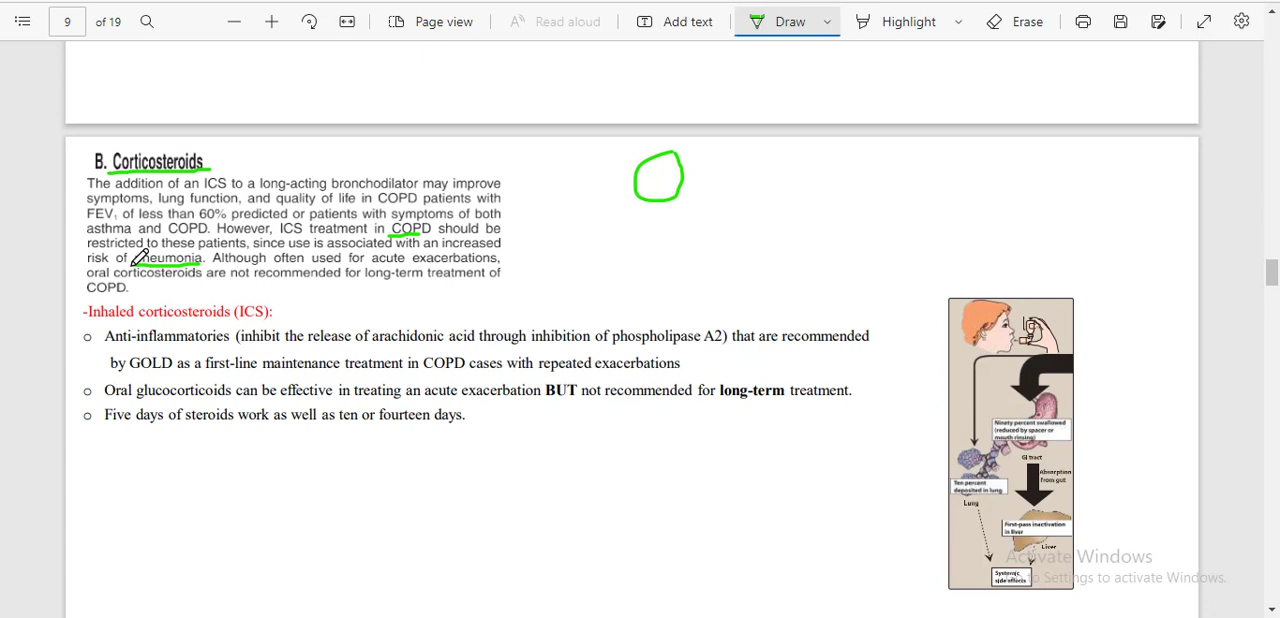 9
of 19
Page view
Read aloud
Add text
Draw
Highlight
Erase
B. Corticosteroids
The addition of an ICS to a long-acting bronchodilator may improve
symptoms, lung function, and quality of life in COPD patients with
FEV₁ of less than 60% predicted or patients with symptoms of both
asthma and COPD. However, ICS treatment in COPD should be
restricted to these patients, since use is associated with an increased
risk of pneumonia. Although often used for acute exacerbations,
oral corticosteroids are not recommended for long-term treatment of
COPD.
-Inhaled corticosteroids (ICS):
o Anti-inflammatories (inhibit the release of arachidonic acid through inhibition of phospholipase A2) that are recommended
by GOLD as a first-line maintenance treatment in COPD cases with repeated exacerbations
o Oral glucocorticoids can be effective in treating an acute exacerbation BUT not recommended for long-term treatment.
o Five days of steroids work as well as ten or fourteen days.
Ninety percent swallowed
(reduced by spacer or
mouth rinsing)
GI tract
Absorption
from gut
Ten percent
deposited in lung
Lung
First-pass inactivation
in liver
Liver
Systemic
side effects
Activate Windows
to Settings to activate Windows.